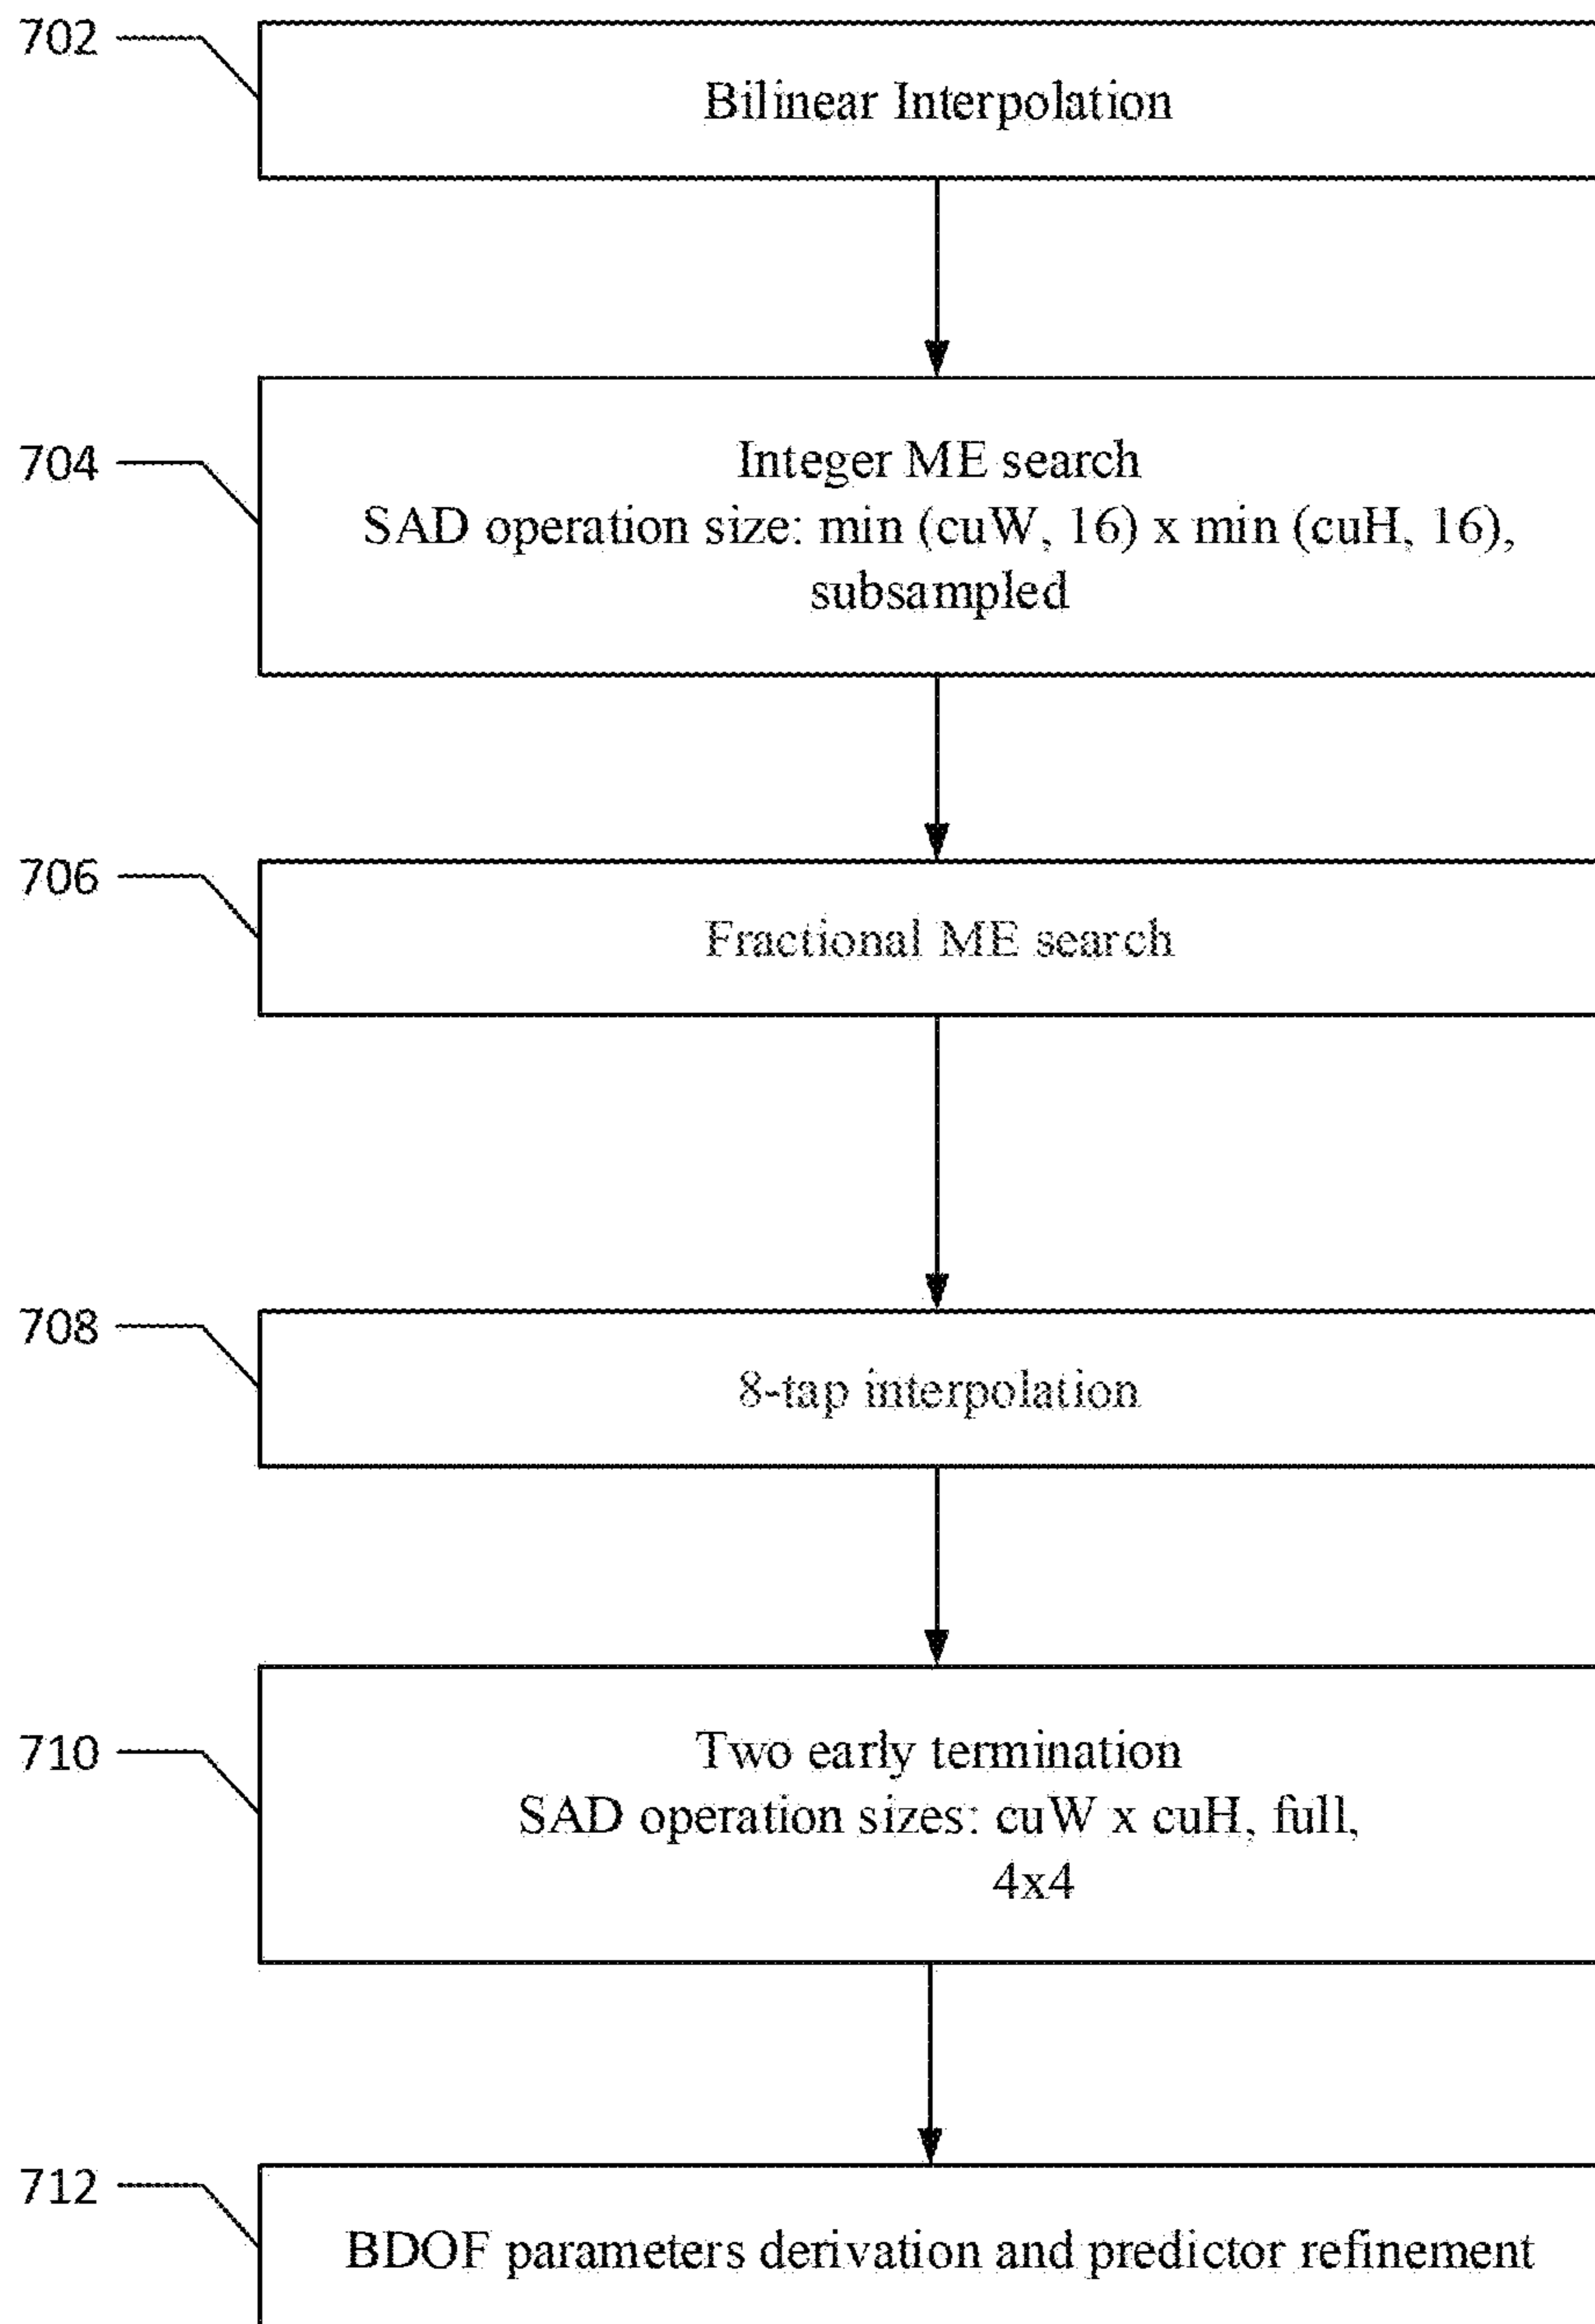 702
Bilinear Interpolation
704
Integer ME search
SAD operation size: min (cuW, 16) x min (cuH, 16),
subsampled
706
Fractional ME search
708
8-tap interpolation
710
Two early termination
SAD operation sizes: cuW x cuH, full,
4x4
712
BDOF parameters derivation and predictor refinement